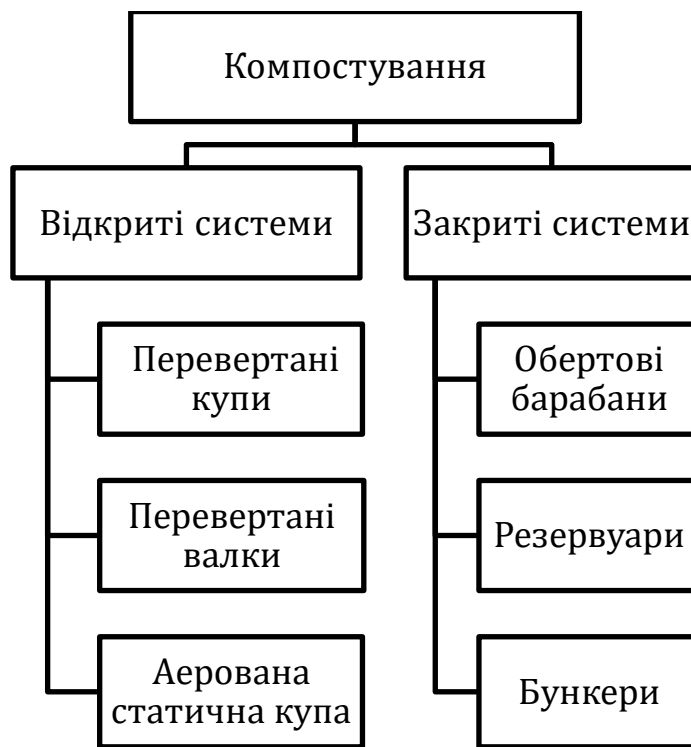 Компостування
Відкриті системи
Закриті системи
Перевертані
купи
Обертові
барабани
Перевертані
валки
Резервуари
Аерована
статична купа
Бункери